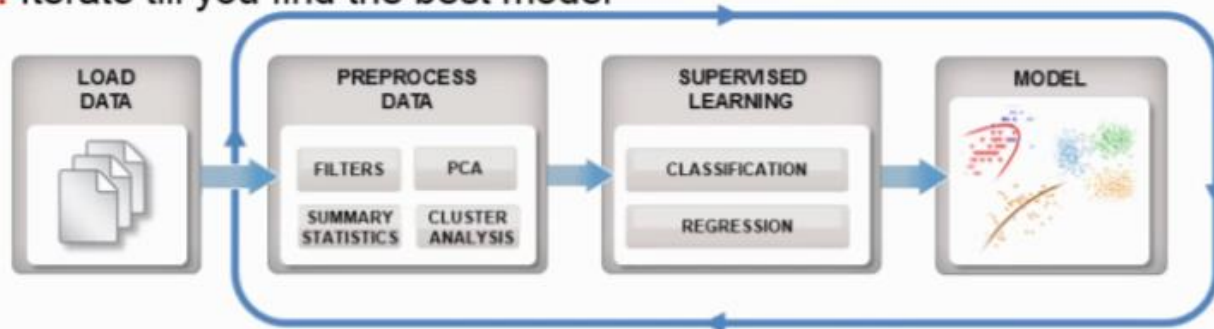 Iterate till you find the best model
LOAD
DATA
PREPROCESS
DATA
FILTERS
PCA
SUMMARY
STATISTICS
CLUSTER
ANALYSIS
SUPERVISED
LEARNING
CLASSIFICATION
REGRESSION
MODEL